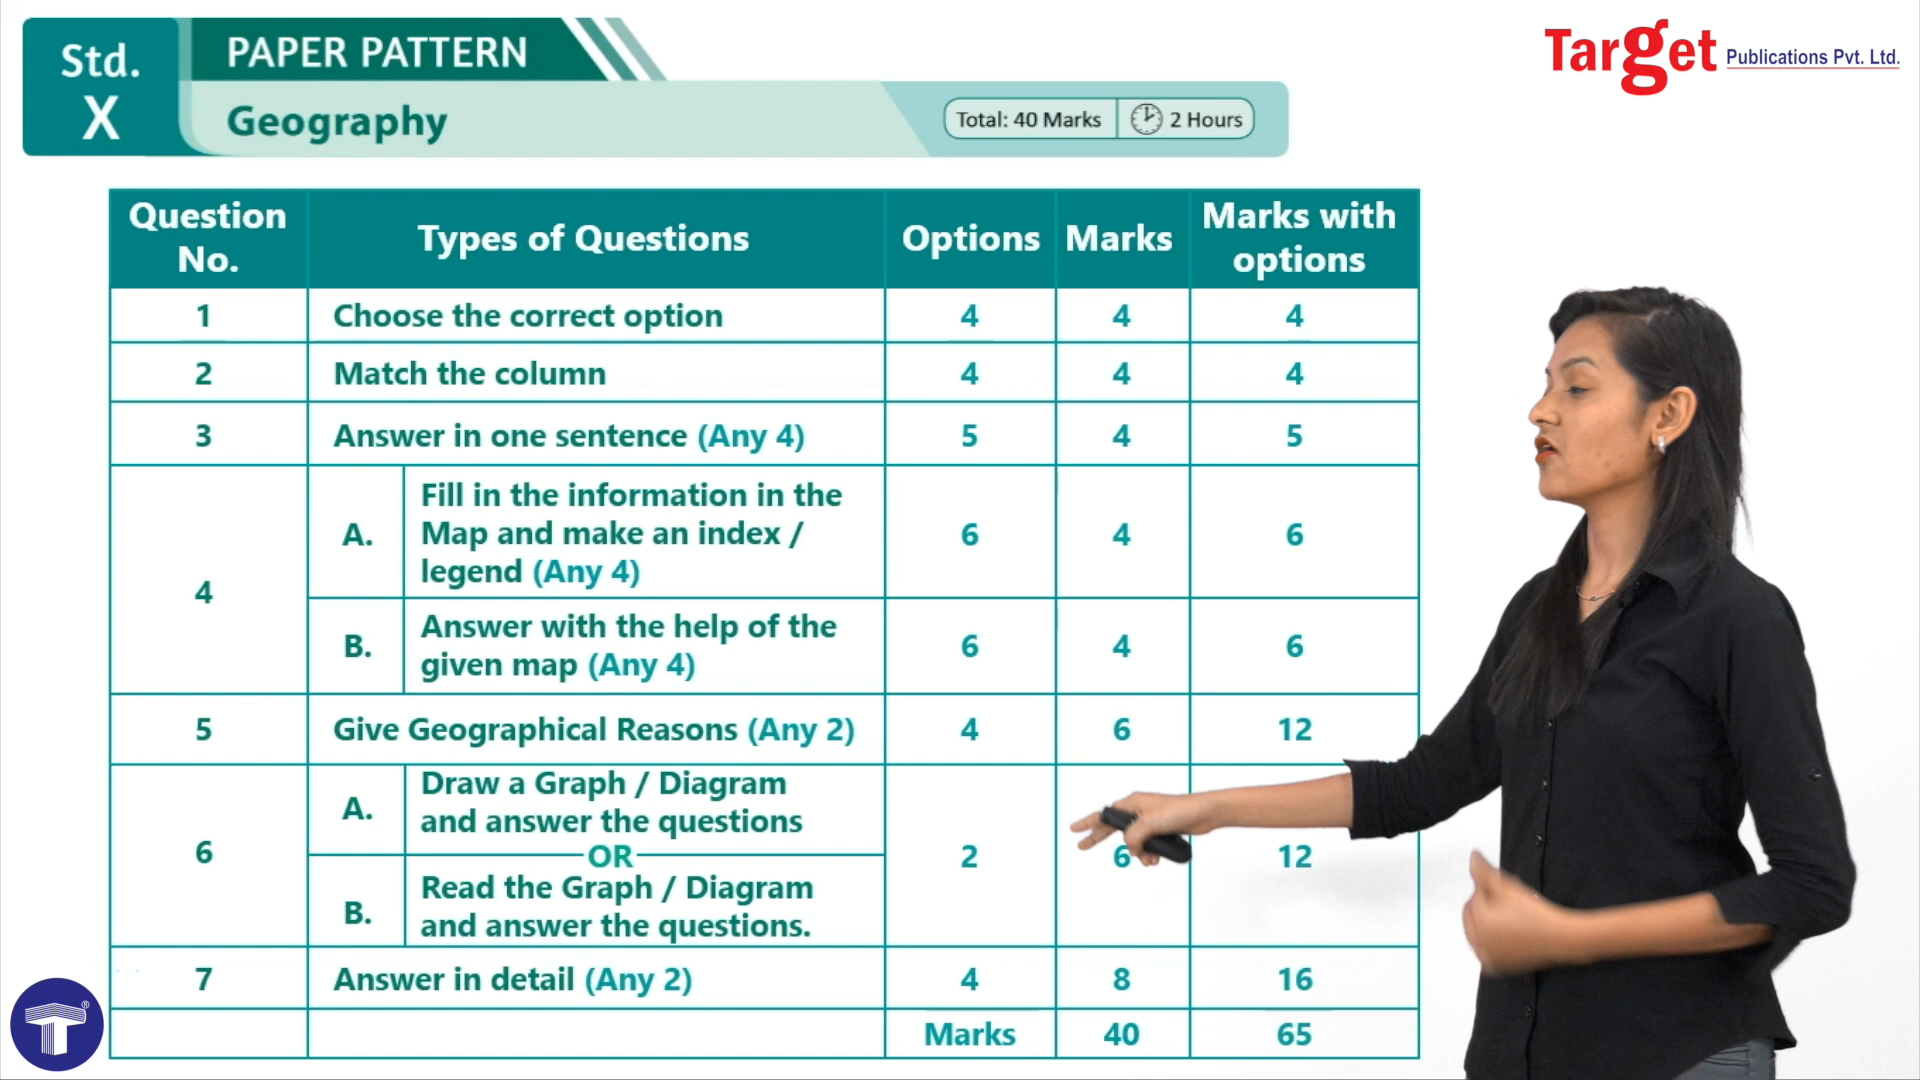 Std.
X
PAPER PATTERN
Geography
Total: 40 Marks
2 Hours
Target Publications Pvt. Ltd.
Question No.
Types of Questions
Options
Marks
Marks with options
1
Choose the correct option
4
4
4
2
Match the column
4
4
4
3
Answer in one sentence (Any 4)
5
4
5
4
A.
Fill in the information in the
Map and make an index /
legend (Any 4)
6
4
6
B.
Answer with the help of the
given map (Any 4)
6
4
6
5
Give Geographical Reasons (Any 2)
4
6
12
6
A.
Draw a Graph / Diagram
and answer the questions
OR
B.
Read the Graph / Diagram
and answer the questions.
2
6
12
7
Answer in detail (Any 2)
4
8
16
Marks
40
65
T
®